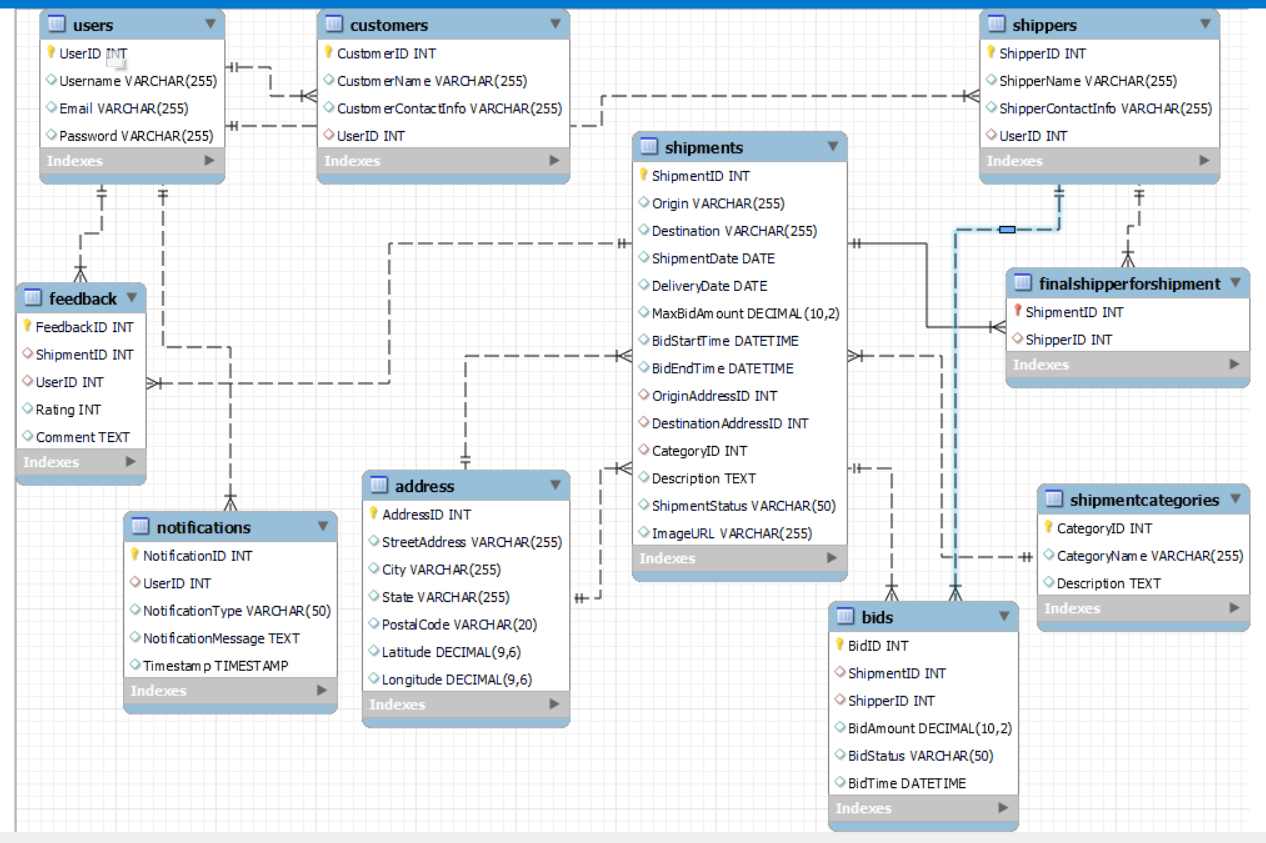 users
UserID INT
Username VARCHAR(255)
Email VARCHAR(255)
Password VARCHAR(255)
Indexes
customers
CustomerID INT
CustomerName VARCHAR(255)
CustomerContactInfo VARCHAR(255)
UserID INT
Indexes
shippers
ShipperID INT
ShipperName VARCHAR(255)
ShipperContactInfo VARCHAR(255)
UserID INT
Indexes
shipments
ShipmentID INT
Origin VARCHAR(255)
Destination VARCHAR(255)
ShipmentDate DATE
DeliveryDate DATE
MaxBidAmount DECIMAL(10,2)
BidStartTime DATETIME
BidEndTime DATETIME
OriginAddressID INT
DestinationAddressID INT
CategoryID INT
Description TEXT
ShipmentStatus VARCHAR(50)
ImageURL VARCHAR(255)
Indexes
finalshipperforshipment
ShipmentID INT
ShipperID INT
Indexes
feedback
FeedbackID INT
ShipmentID INT
UserID INT
Rating INT
Comment TEXT
Indexes
address
AddressID INT
StreetAddress VARCHAR(255)
City VARCHAR(255)
State VARCHAR(255)
PostalCode VARCHAR(20)
Latitude DECIMAL(9,6)
Longitude DECIMAL(9,6)
Indexes
shipmentcategories
CategoryID INT
CategoryName VARCHAR(255)
Description TEXT
Indexes
notifications
NotificationID INT
UserID INT
NotificationType VARCHAR(50)
NotificationMessage TEXT
Timestamp TIMESTAMP
Indexes
bids
BidID INT
ShipmentID INT
ShipperID INT
BidAmount DECIMAL(10,2)
BidStatus VARCHAR(50)
BidTime DATETIME
Indexes